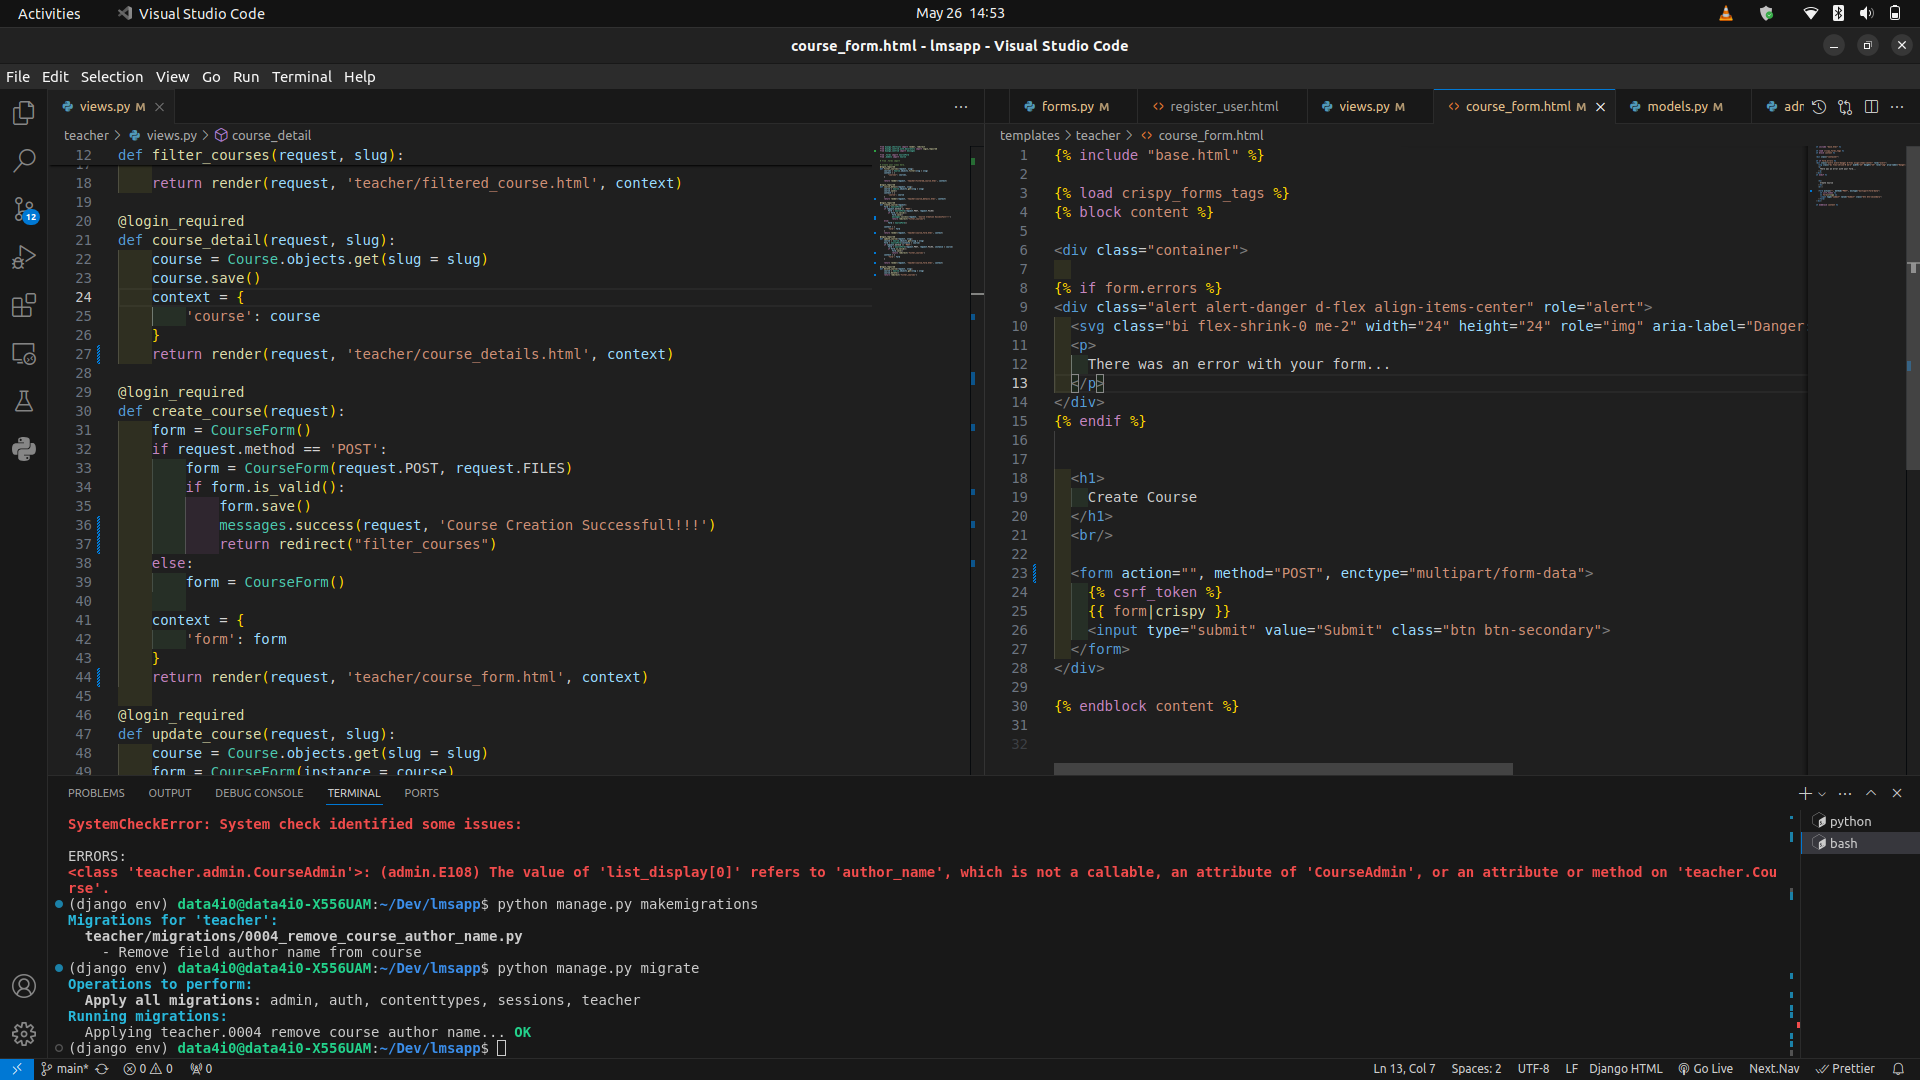 Activities
Visual Studio Code
May 26 14:53
course_form.html - lmsapp - Visual Studio Code
File Edit Selection View Go Run Terminal Help
12
views.py M
teacher > views.py > course_detail
12 def filter_courses(request, slug):
18 return render(request, 'teacher/filtered_course.html', context)
19
20 @login_required
21 def course_detail(request, slug):
22 course = Course.objects.get(slug = slug)
23 course.save()
24 context = {
25 'course': course
26 }
27 return render(request, 'teacher/course_details.html', context)
28
29 @login_required
30 def create_course(request):
31 form = CourseForm()
32 if request.method == 'POST':
33 form = CourseForm(request.POST, request.FILES)
34 if form.is_valid():
35 form.save()
36 messages.success(request, 'Course Creation Successfull!!!')
37 return redirect("filter_courses")
38 else:
39 form = CourseForm()
40
41 context = {
42 'form': form
43 }
44 return render(request, 'teacher/course_form.html', context)
45
46 @login_required
47 def update_course(request, slug):
48 course = Course.objects.get(slug = slug)
49 form = CourseForm(instance = course)
forms.py M
register_user.html
views.py M
course_form.html M
models.py M
adm
templates > teacher > course_form.html
1 {% include "base.html" %}
2
3 {% load crispy_forms_tags %}
4 {% block content %}
5
6 <div class="container">
7
8 {% if form.errors %}
9 <div class="alert alert-danger d-flex align-items-center" role="alert">
10 <svg class="bi flex-shrink-0 me-2" width="24" height="24" role="img" aria-label="Danger:
11 <p>
12 There was an error with your form...
13 </p>
14 </div>
15 {% endif %}
16
17
18 <h1>
19 Create Course
20 </h1>
21 <br/>
22
23 <form action="", method="POST", enctype="multipart/form-data">
24 {% csrf_token %}
25 {{ form|crispy }}
26 <input type="submit" value="Submit" class="btn btn-secondary">
27 </form>
28 </div>
29
30 {% endblock content %}
31
32
PROBLEMS OUTPUT DEBUG CONSOLE TERMINAL PORTS
SystemCheckError: System check identified some issues:
ERRORS:
<class 'teacher.admin.CourseAdmin'>: (admin.E108) The value of 'list_display[0]' refers to 'author_name', which is not a callable, an attribute of 'CourseAdmin', or an attribute or method on 'teacher.Cou
rse'.
(django env) data4i0@data4i0-X556UAM:~/Dev/lmsapp$ python manage.py makemigrations
Migrations for 'teacher':
teacher/migrations/0004_remove_course_author_name.py
- Remove field author name from course
(django env) data4i0@data4i0-X556UAM:~/Dev/lmsapp$ python manage.py migrate
Operations to perform:
Apply all migrations: admin, auth, contenttypes, sessions, teacher
Running migrations:
Applying teacher.0004 remove course author name... OK
(django env) data4i0@data4i0-X556UAM:~/Dev/lmsapp$
python
bash
main* 0 0 0
Ln 13, Col 7 Spaces: 2 UTF-8 LF Django HTML Go Live Next.Nav Prettier